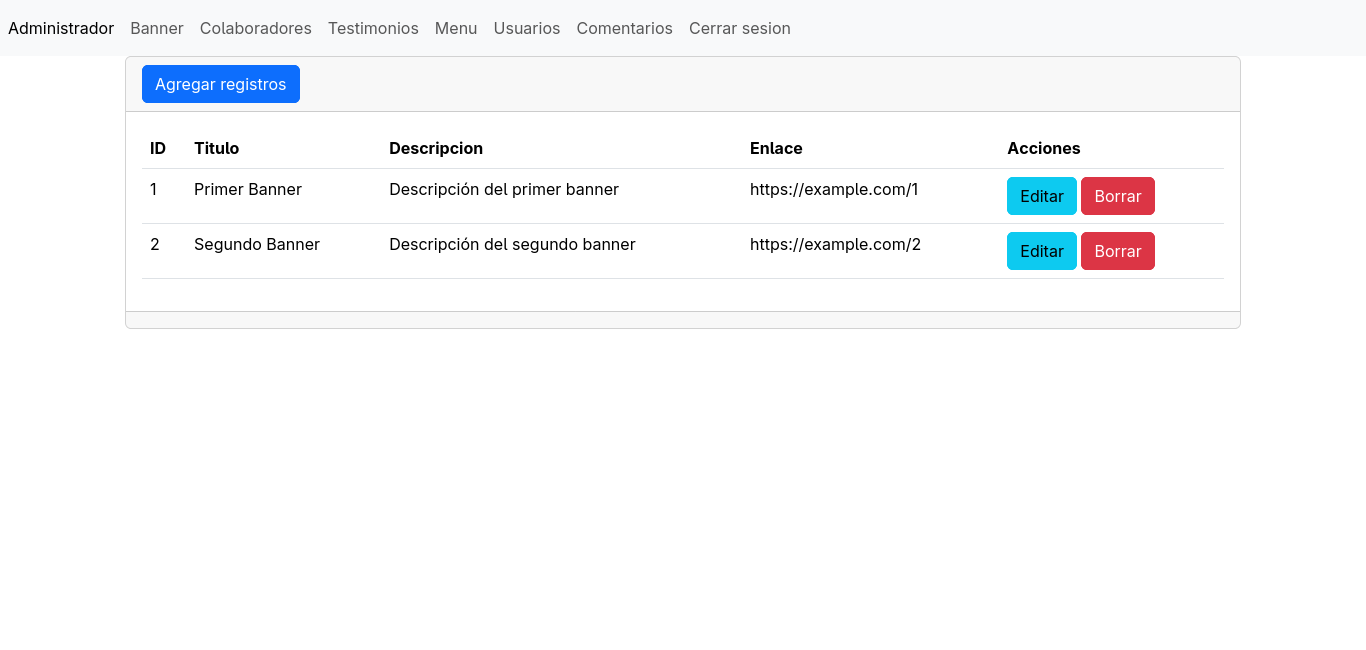 Administrador Banner Colaboradores Testimonios Menu Usuarios Comentarios Cerrar sesion
Agregar registros
ID Titulo Descripcion Enlace Acciones
1 Primer Banner Descripción del primer banner https://example.com/1 Editar Borrar
2 Segundo Banner Descripción del segundo banner https://example.com/2 Editar Borrar